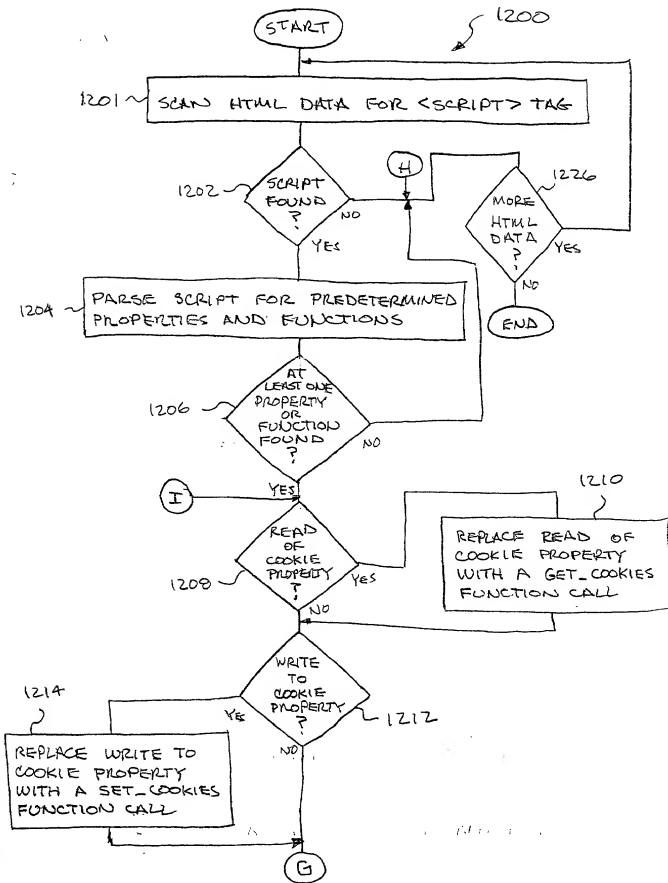 START
1200
1201
SCAN HTML DATA FOR <SCRIPT> TAG
1202
SCRIPT
FOUND
?
NO
YES
H
1226
MORE
HTML
DATA
?
YES
NO
END
1204
PARSE SCRIPT FOR PREDETERMINED
PROPERTIES AND FUNCTIONS
1206
AT
LEAST ONE
PROPERTY
OR
FUNCTION
FOUND
?
NO
YES
I
1208
READ
OF
COOKIE
PROPERTY
?
YES
NO
1210
REPLACE READ OF
COOKIE PROPERTY
WITH A GET_COOKIES
FUNCTION CALL
WRITE
TO
COOKIE
PROPERTY
?
YES
1212
NO
1214
REPLACE WRITE TO
COOKIE PROPERTY
WITH A SET_COOKIES
FUNCTION CALL
G